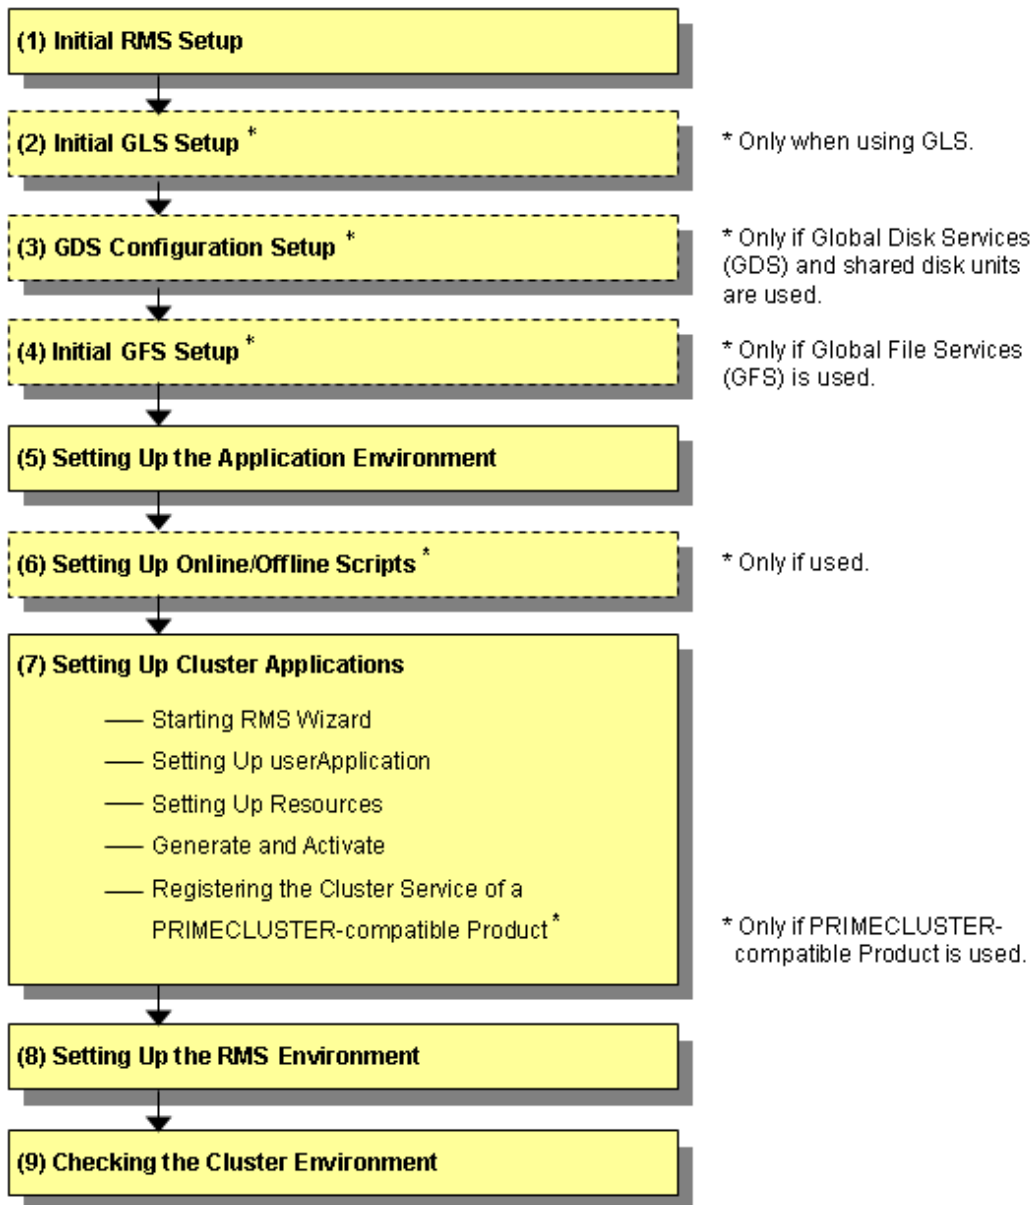 (1) Initial RMS Setup
(2) Initial GLS Setup *
* Only when using GLS.
(3) GDS Configuration Setup *
* Only if Global Disk Services
(GDS) and shared disk units
are used.
(4) Initial GFS Setup *
* Only if Global File Services
(GFS) is used.
(5) Setting Up the Application Environment
(6) Setting Up Online/Offline Scripts *
* Only if used.
(7) Setting Up Cluster Applications
Starting RMS Wizard
Setting Up userApplication
Setting Up Resources
Generate and Activate
Registering the Cluster Service of a
PRIMECLUSTER-compatible Product *
* Only if PRIMECLUSTER-
compatible Product is used.
(8) Setting Up the RMS Environment
(9) Checking the Cluster Environment